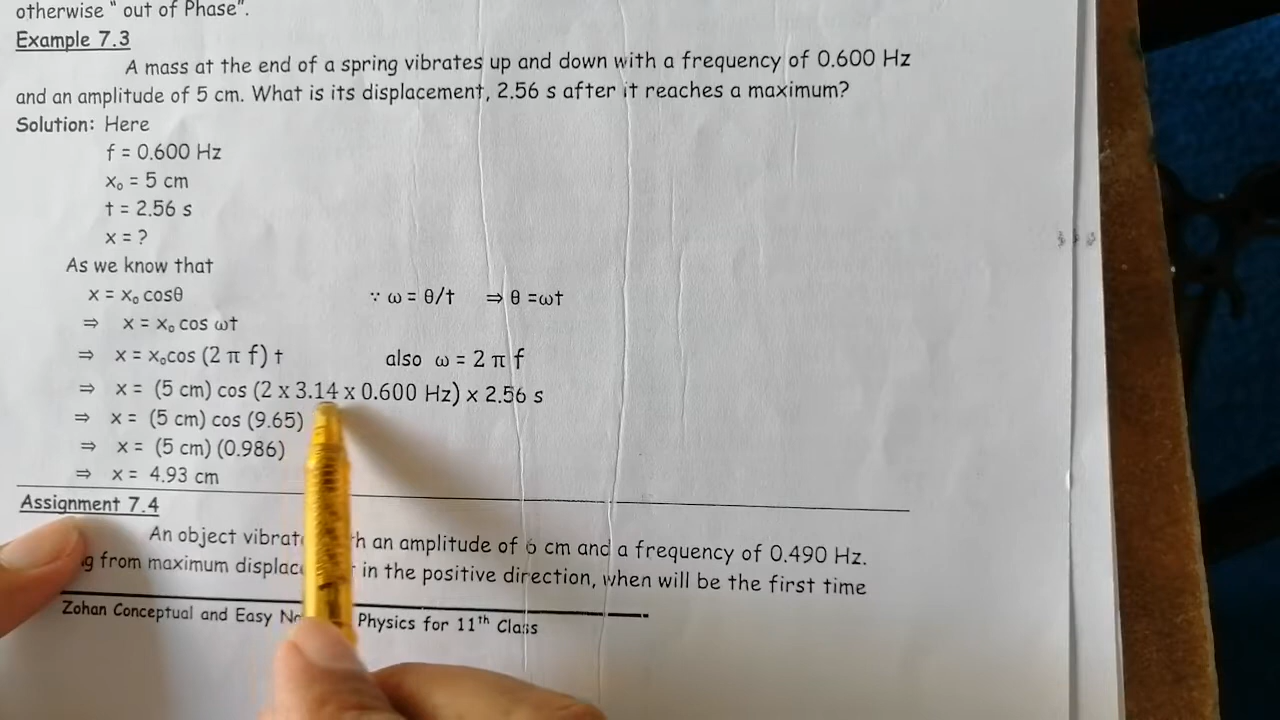 otherwise " out of Phase".
Example 7.3
A mass at the end of a spring vibrates up and down with a frequency of 0.600 Hz
and an amplitude of 5 cm. What is its displacement, 2.56 s after it reaches a maximum?
Solution: Here
f = 0.600 Hz
x₀ = 5 cm
t = 2.56 s
x = ?
As we know that
x = x₀ cosθ ∵ ω = θ/t ⇒ θ =ωt
⇒ x = x₀ cos ωt
⇒ x = x₀cos (2 π f) t also ω = 2 π f
⇒ x = (5 cm) cos (2 x 3.14 x 0.600 Hz) x 2.56 s
⇒ x = (5 cm) cos (9.65)
⇒ x = (5 cm) (0.986)
⇒ x = 4.93 cm
Assignment 7.4
An object an amplitude of 6 cm and a frequency of 0.490 Hz.
from maximum in the positive direction, when will be the first time
Zohan Conceptual and Easy Physics for 11ᵗʰ Class